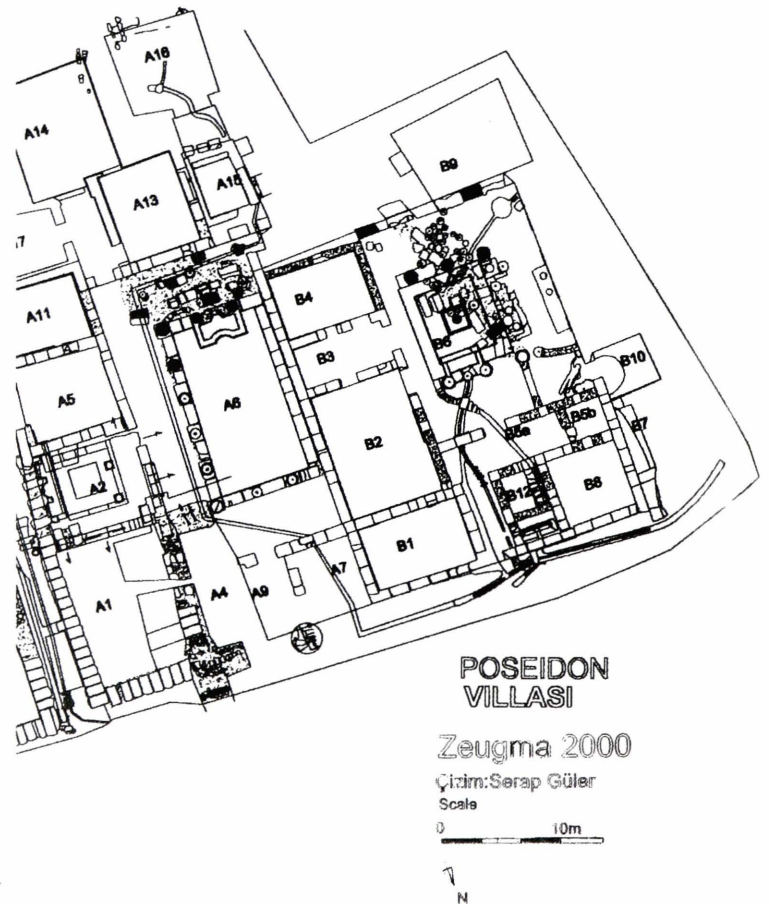 A16
A14
B9
A15
A13
17
B4
A11
B6
B3
B10
A5
A6
B5b
B7
B5a
B2
A2
B12
B8
B1
A7
A4
A9
A1
POSEIDON
VILLASI
Zeugma 2000
Çizim:Serap Güler
Scale
0 10m
N